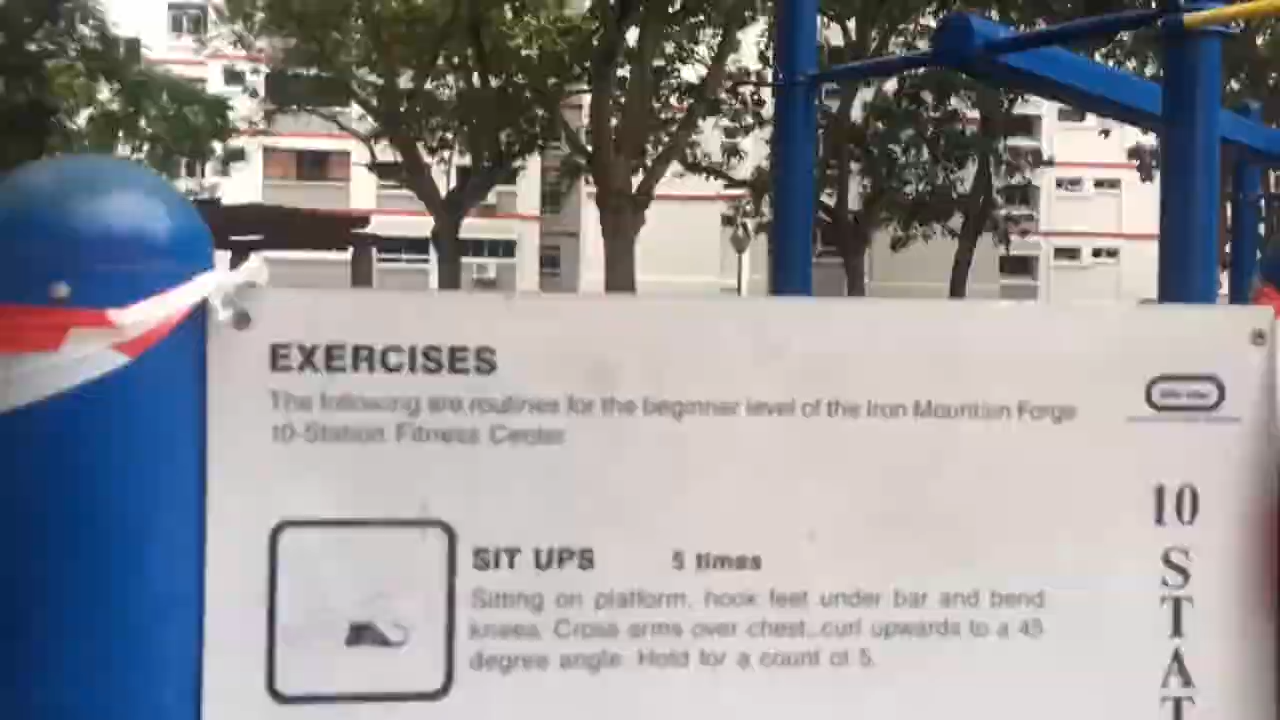 EXERCISES
The following are routines for the beginner level of the Iron Mountain Forge
10-Station Fitness Center
SIT UPS 5 times
Sitting on platform, hook feet under bar and bend
knees. Cross arms over chest...curl upwards to a 45
degree angle. Hold for a count of 5.
10
S
T
A
T